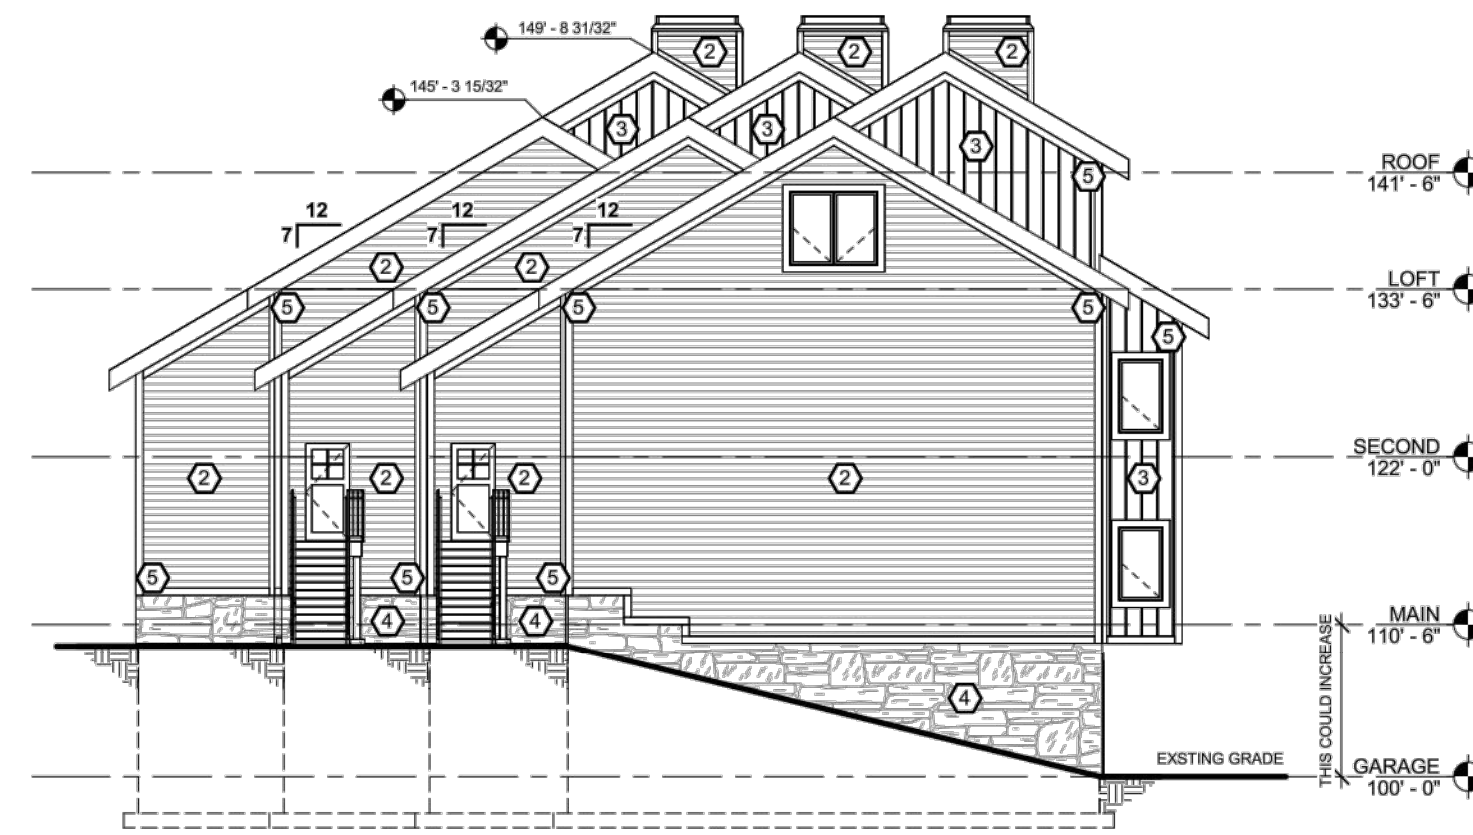 149' - 8 31/32"
2
2
2
145' - 3 15/32"
3
3
3
ROOF
141' - 6"
5
12
7
12
7
12
7
2
2
LOFT
133' - 6"
5
5
5
5
5
SECOND
122' - 0"
2
2
2
2
3
5
5
5
MAIN
110' - 6"
4
4
4
THIS COULD INCREASE
EXSTING GRADE
GARAGE
100' - 0"